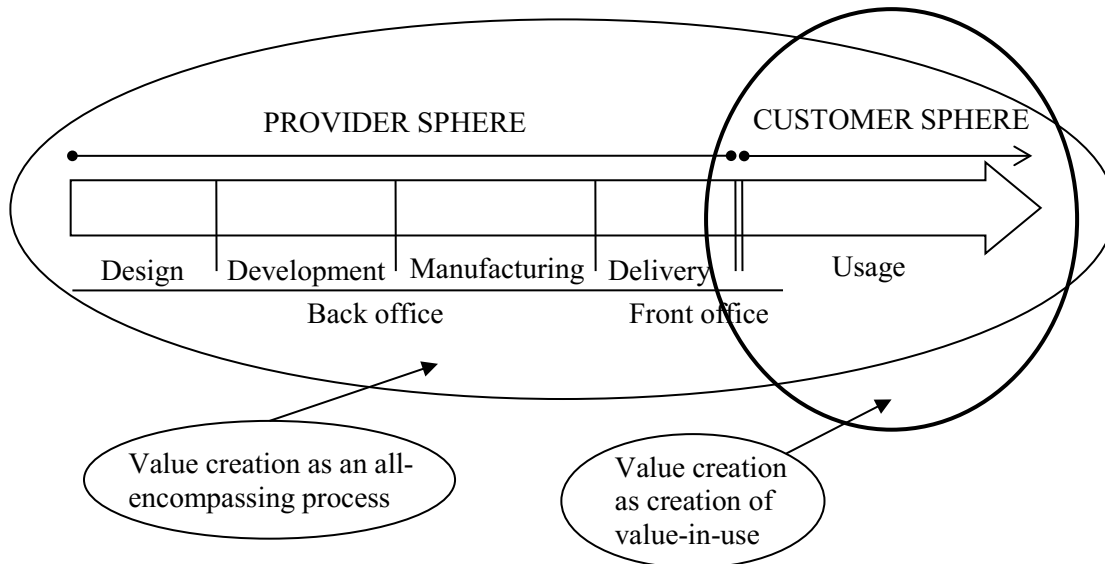 PROVIDER SPHERE
CUSTOMER SPHERE
Design
Development
Manufacturing
Delivery
Usage
Back office
Front office
Value creation as an all-
encompassing process
Value creation
as creation of
value-in-use